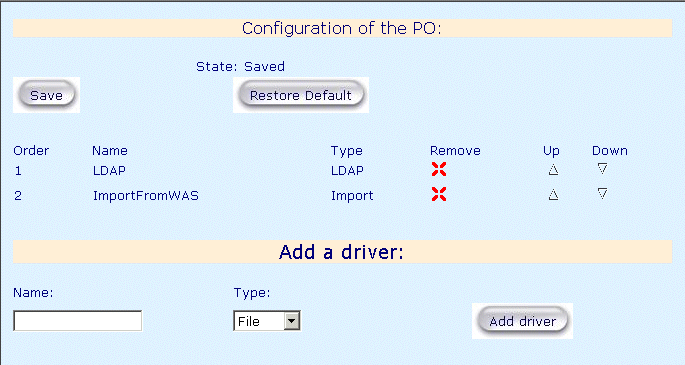 Configuration of the PO:
State: Saved
Save Restore Default
Order Name Type Remove Up Down
1 LDAP LDAP
2 ImportFromWAS Import
Add a driver:
Name: Type:
File Add driver